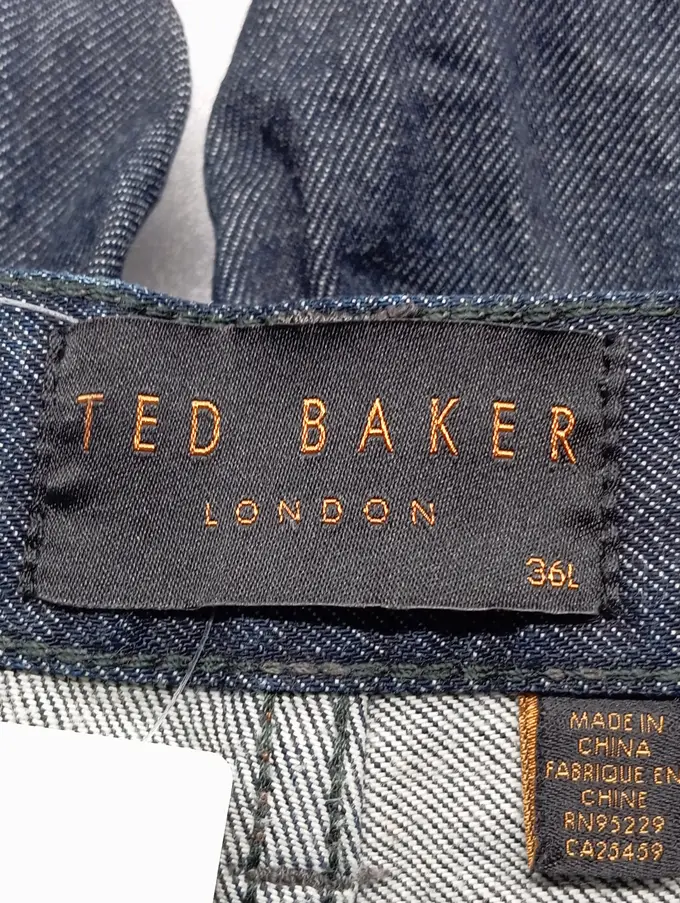 TED BAKER
LONDON
36L
MADE IN
CHINA
FABRIQUE EN
CHINE
RN95229
CA25459